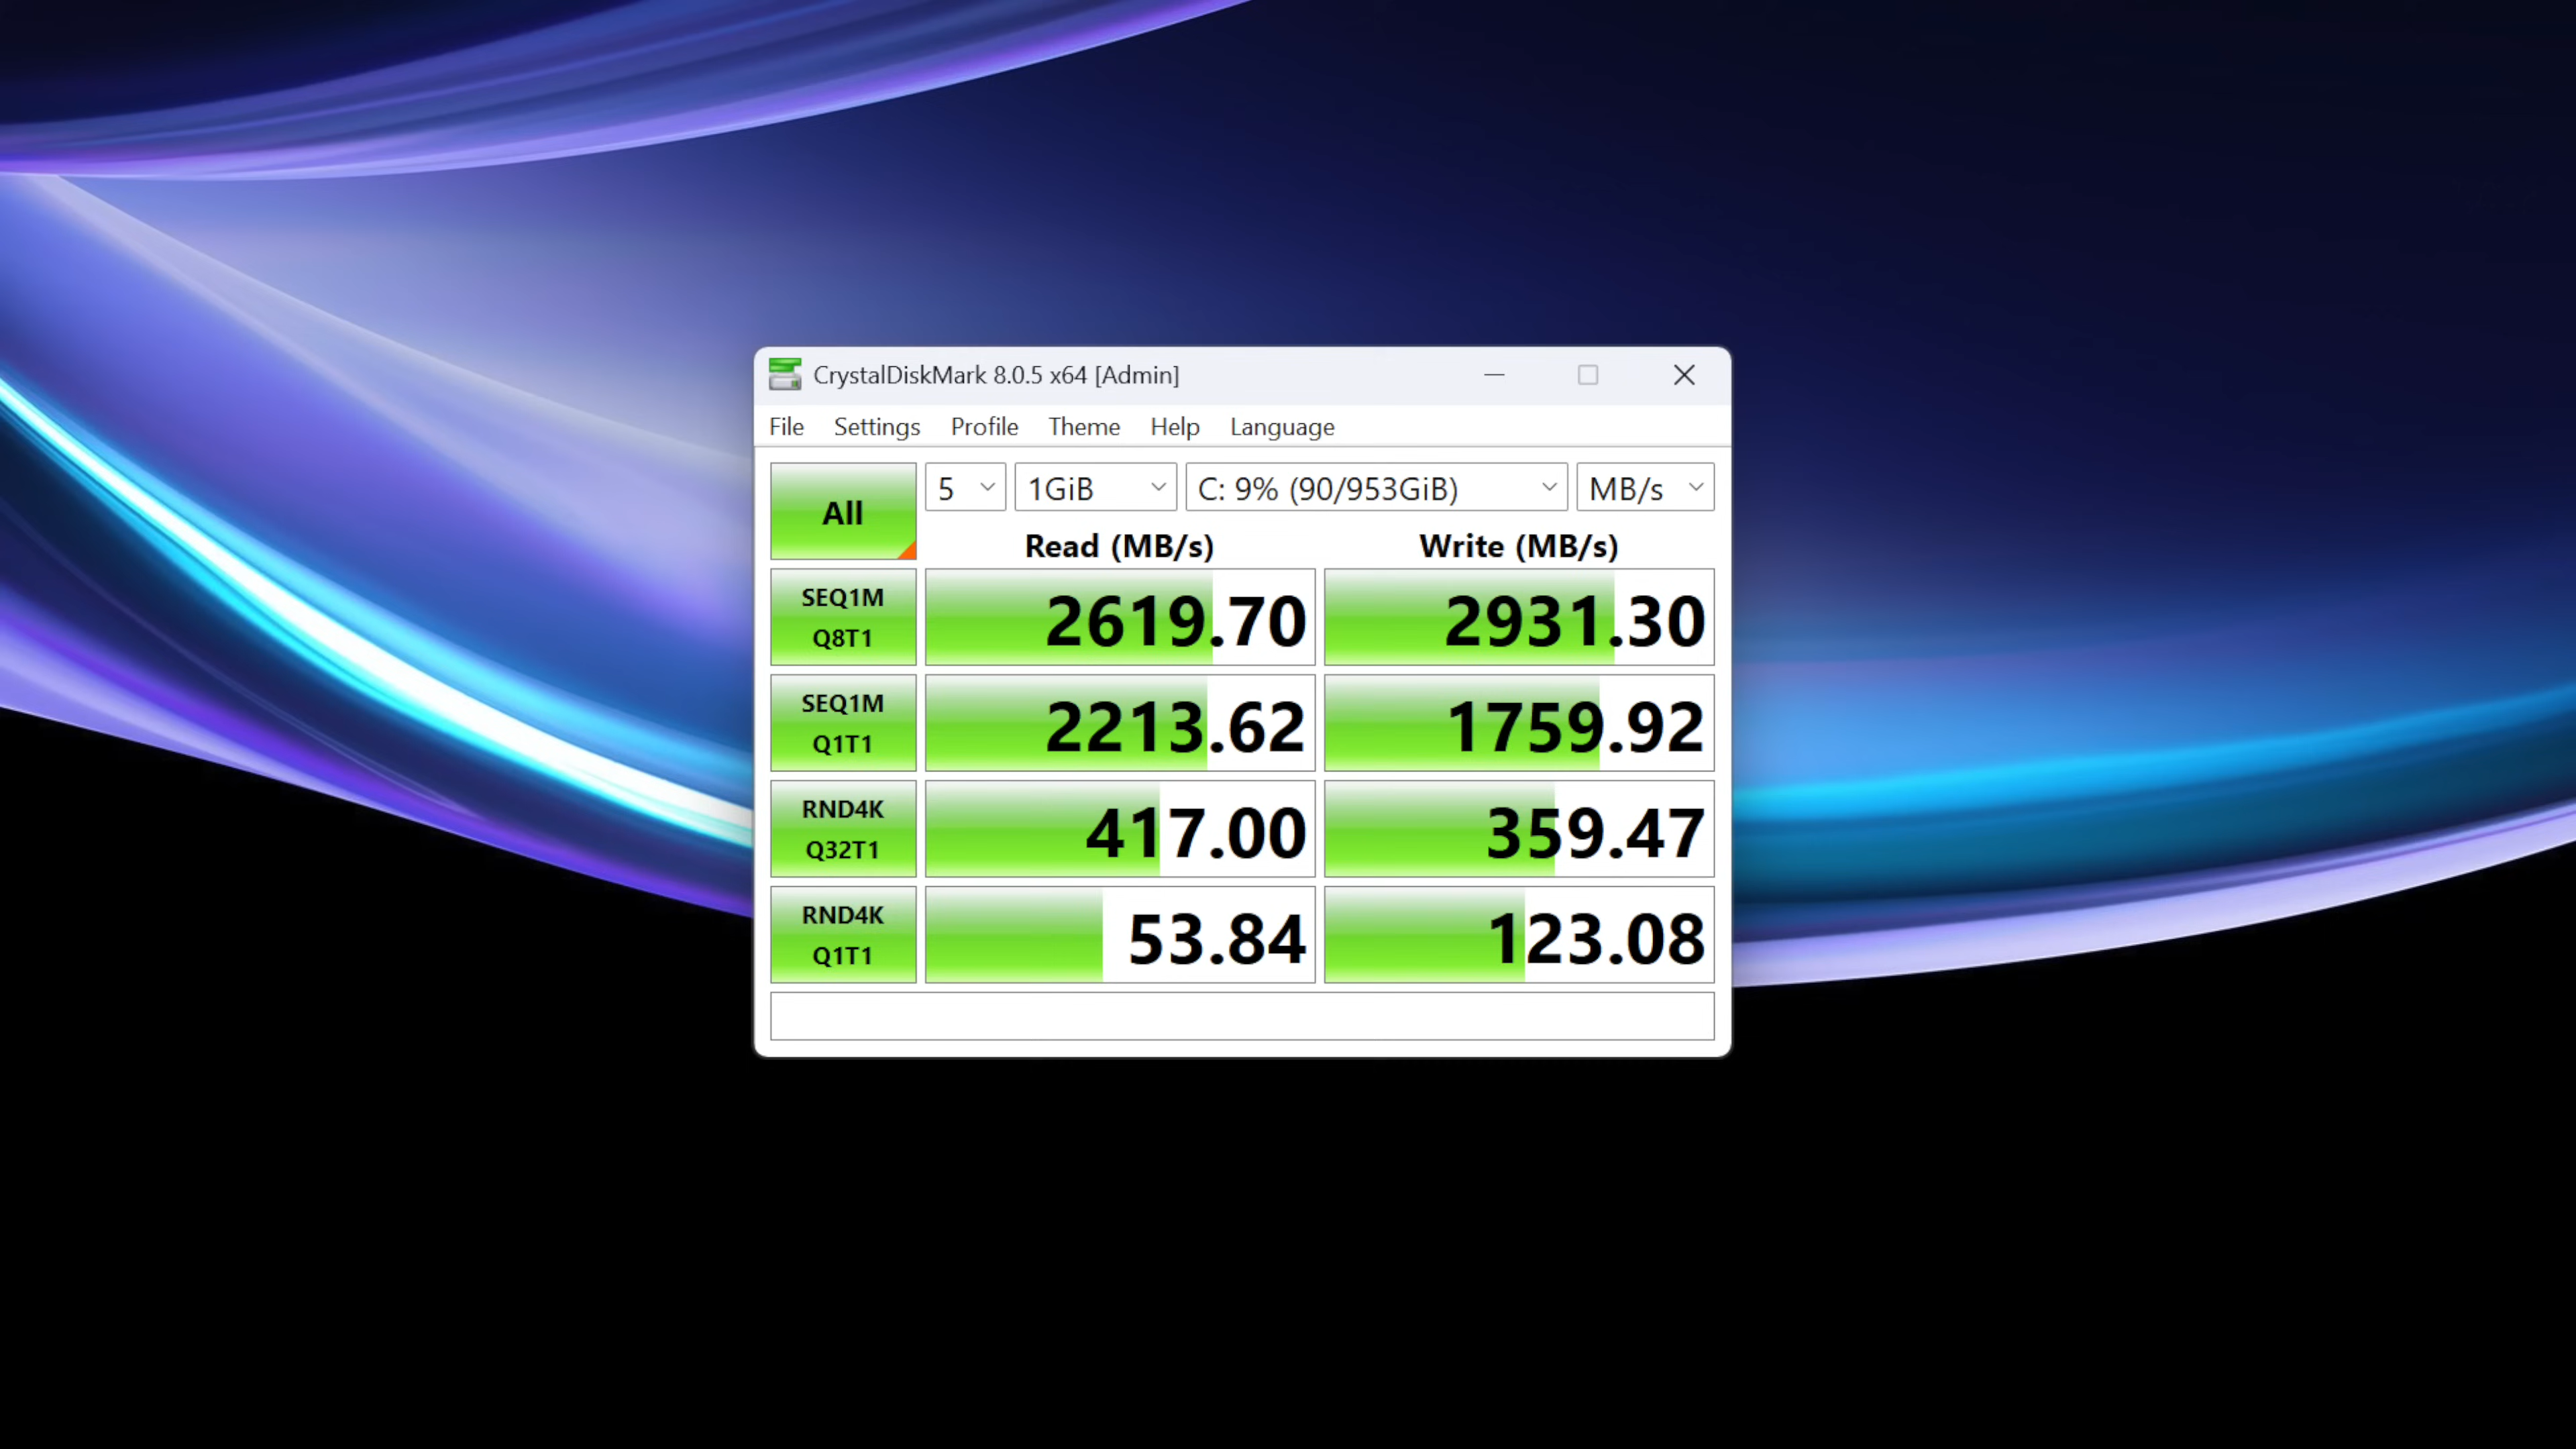 CrystalDiskMark 8.0.5 x64 [Admin]
File Settings Profile Theme Help Language
All 5 1GiB C: 9% (90/953GiB) MB/s
Read (MB/s) Write (MB/s)
SEQ1M
Q8T1 2619.70 2931.30
SEQ1M
Q1T1 2213.62 1759.92
RND4K
Q32T1 417.00 359.47
RND4K
Q1T1 53.84 123.08